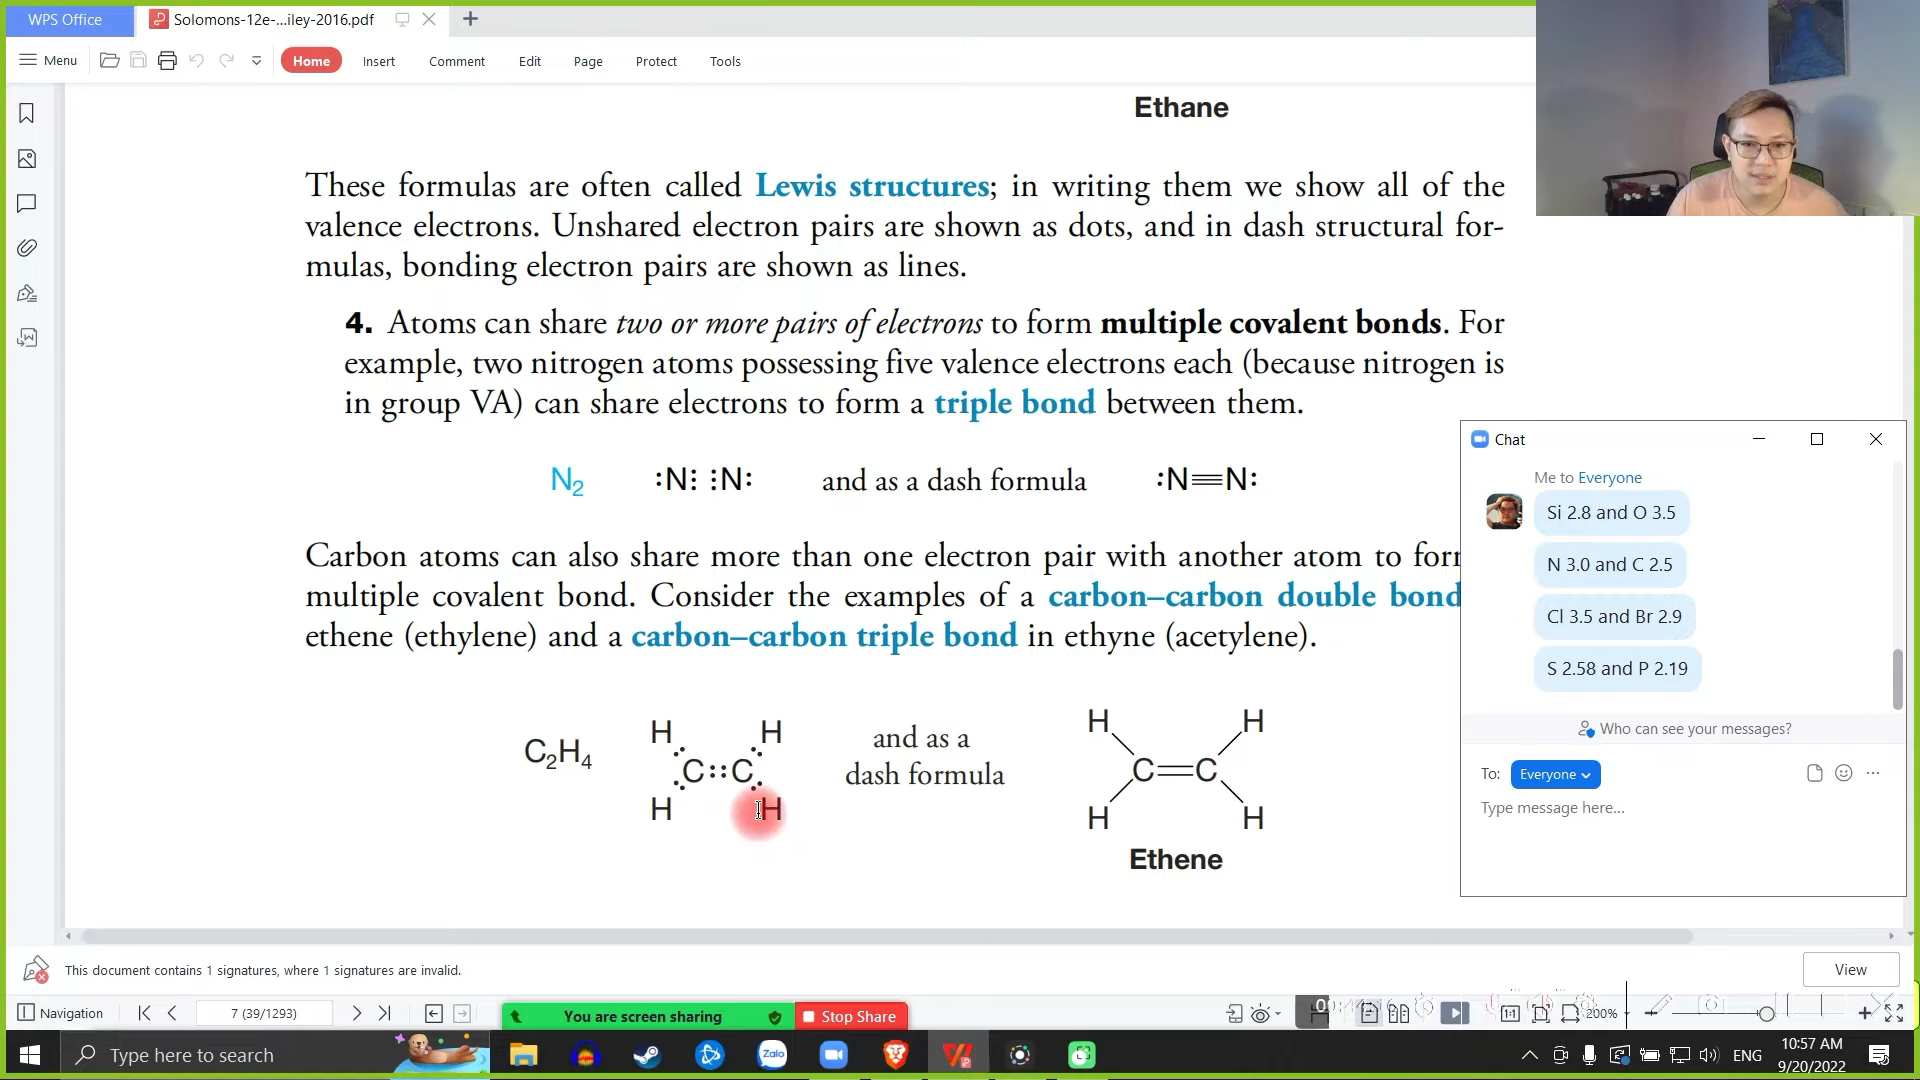 WPS Office
Solomons-12e-...iley-2016.pdf
Menu
Home
Insert
Comment
Edit
Page
Protect
Tools
Ethane
These formulas are often called Lewis structures; in writing them we show all of the
valence electrons. Unshared electron pairs are shown as dots, and in dash structural for-
mulas, bonding electron pairs are shown as lines.
4. Atoms can share two or more pairs of electrons to form multiple covalent bonds. For
example, two nitrogen atoms possessing five valence electrons each (because nitrogen is
in group VA) can share electrons to form a triple bond between them.
N₂ :N⋮ ⋮N: and as a dash formula :N≡N:
Carbon atoms can also share more than one electron pair with another atom to for
multiple covalent bond. Consider the examples of a carbon–carbon double bond
ethene (ethylene) and a carbon–carbon triple bond in ethyne (acetylene).
H H H H
C₂H₄ C::C and as a C=C
dash formula
H H H H
Ethene
Chat
Me to Everyone
Si 2.8 and O 3.5
N 3.0 and C 2.5
Cl 3.5 and Br 2.9
S 2.58 and P 2.19
Who can see your messages?
To: Everyone
Type message here...
This document contains 1 signatures, where 1 signatures are invalid.
View
Navigation
7 (39/1293)
You are screen sharing
Stop Share
1:1
200%
Type here to search
Zalo
ENG
10:57 AM
9/20/2022